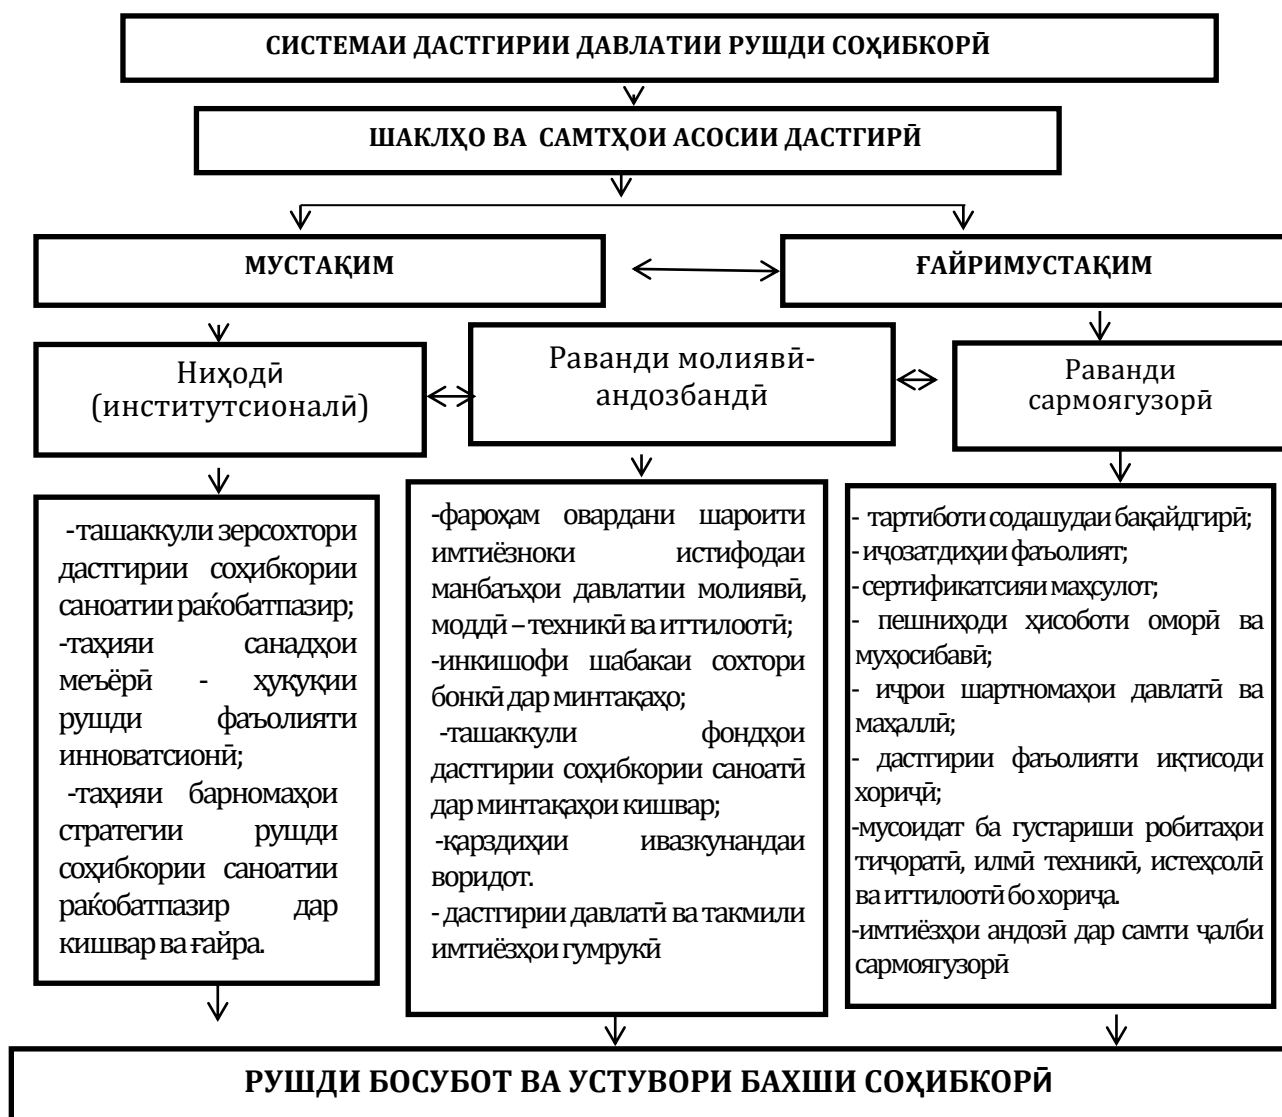 СИСТЕМАИ ДАСТГИРИИ ДАВЛАТИИ РУШДИ СОҲИБКОРӢ
ШАКЛҲО ВА САМТҲОИ АСОСИИ ДАСТГИРӢ
МУСТАҚИМ
ҒАЙРИМУСТАҚИМ
Ниҳодӣ
(институтсионалӣ)
Раванди молиявӣ-
андозбандӣ
Раванди
сармоягузорӣ
-ташаккули зерсохтори
дастгирии соҳибкории
саноатии раќобатпазир;
-таҳияи санадҳои
меъёрӣ - ҳуқуқии
рушди фаъолияти
инноватсионӣ;
-таҳияи барномаҳои
стратегии рушди
соҳибкории саноатии
раќобатпазир дар
кишвар ва ғайра.
-фароҳам овардани шароити
имтиёзноки истифодаи
манбаъҳои давлатии молиявӣ,
моддӣ – техникӣ ва иттилоотӣ;
-инкишофи шабакаи сохтори
бонкӣ дар минтақаҳо;
-ташаккули фондҳои
дастгирии соҳибкории саноатӣ
дар минтақаҳои кишвар;
-қарздиҳии ивазкунандаи
воридот.
- дастгирии давлатӣ ва такмили
имтиёзҳои гумрукӣ
- тартиботи содашудаи бақайдгирӣ;
- иҷозатдиҳии фаъолият;
- сертификатсияи маҳсулот;
- пешниҳоди ҳисоботи оморӣ ва
муҳосибавӣ;
- иҷрои шартномаҳои давлатӣ ва
маҳаллӣ;
- дастгирии фаъолияти иқтисоди
хориҷӣ;
-мусоидат ба густариши робитаҳои
тиҷоратӣ, илмӣ техникӣ, истеҳсолӣ
ва иттилоотӣ бо хориҷа.
-имтиёзҳои андозӣ дар самти ҷалби
сармоягузорӣ
РУШДИ БОСУБОТ ВА УСТУВОРИ БАХШИ СОҲИБКОРӢ